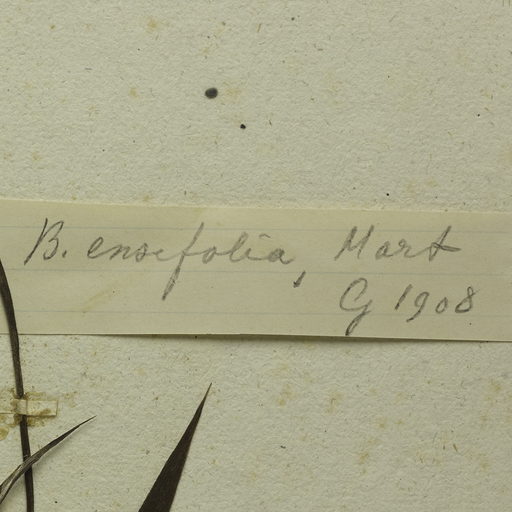 B. ensifolia, Mart
G 1908